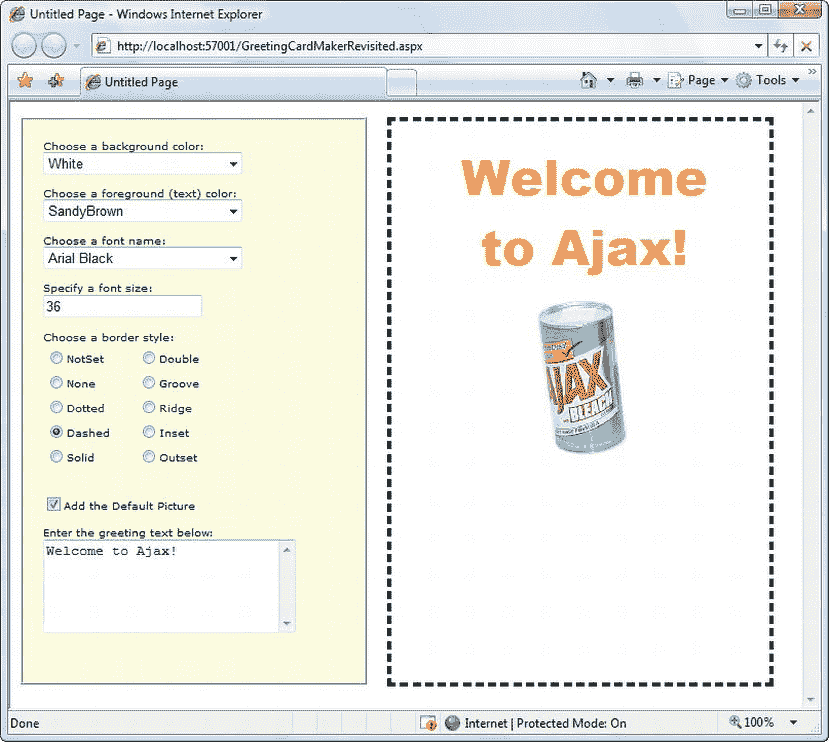 Untitled Page - Windows Internet Explorer
http://localhost:57001/GreetingCardMakerRevisited.aspx
Untitled Page
Page
Tools
Choose a background color:
White
Choose a foreground (text) color:
SandyBrown
Choose a font name:
Arial Black
Specify a font size:
36
Choose a border style:
NotSet Double
None Groove
Dotted Ridge
Dashed Inset
Solid Outset
Add the Default Picture
Enter the greeting text below:
Welcome to Ajax!
Welcome
to Ajax!
AJAX
BLEACH
Done
Internet | Protected Mode: On
100%